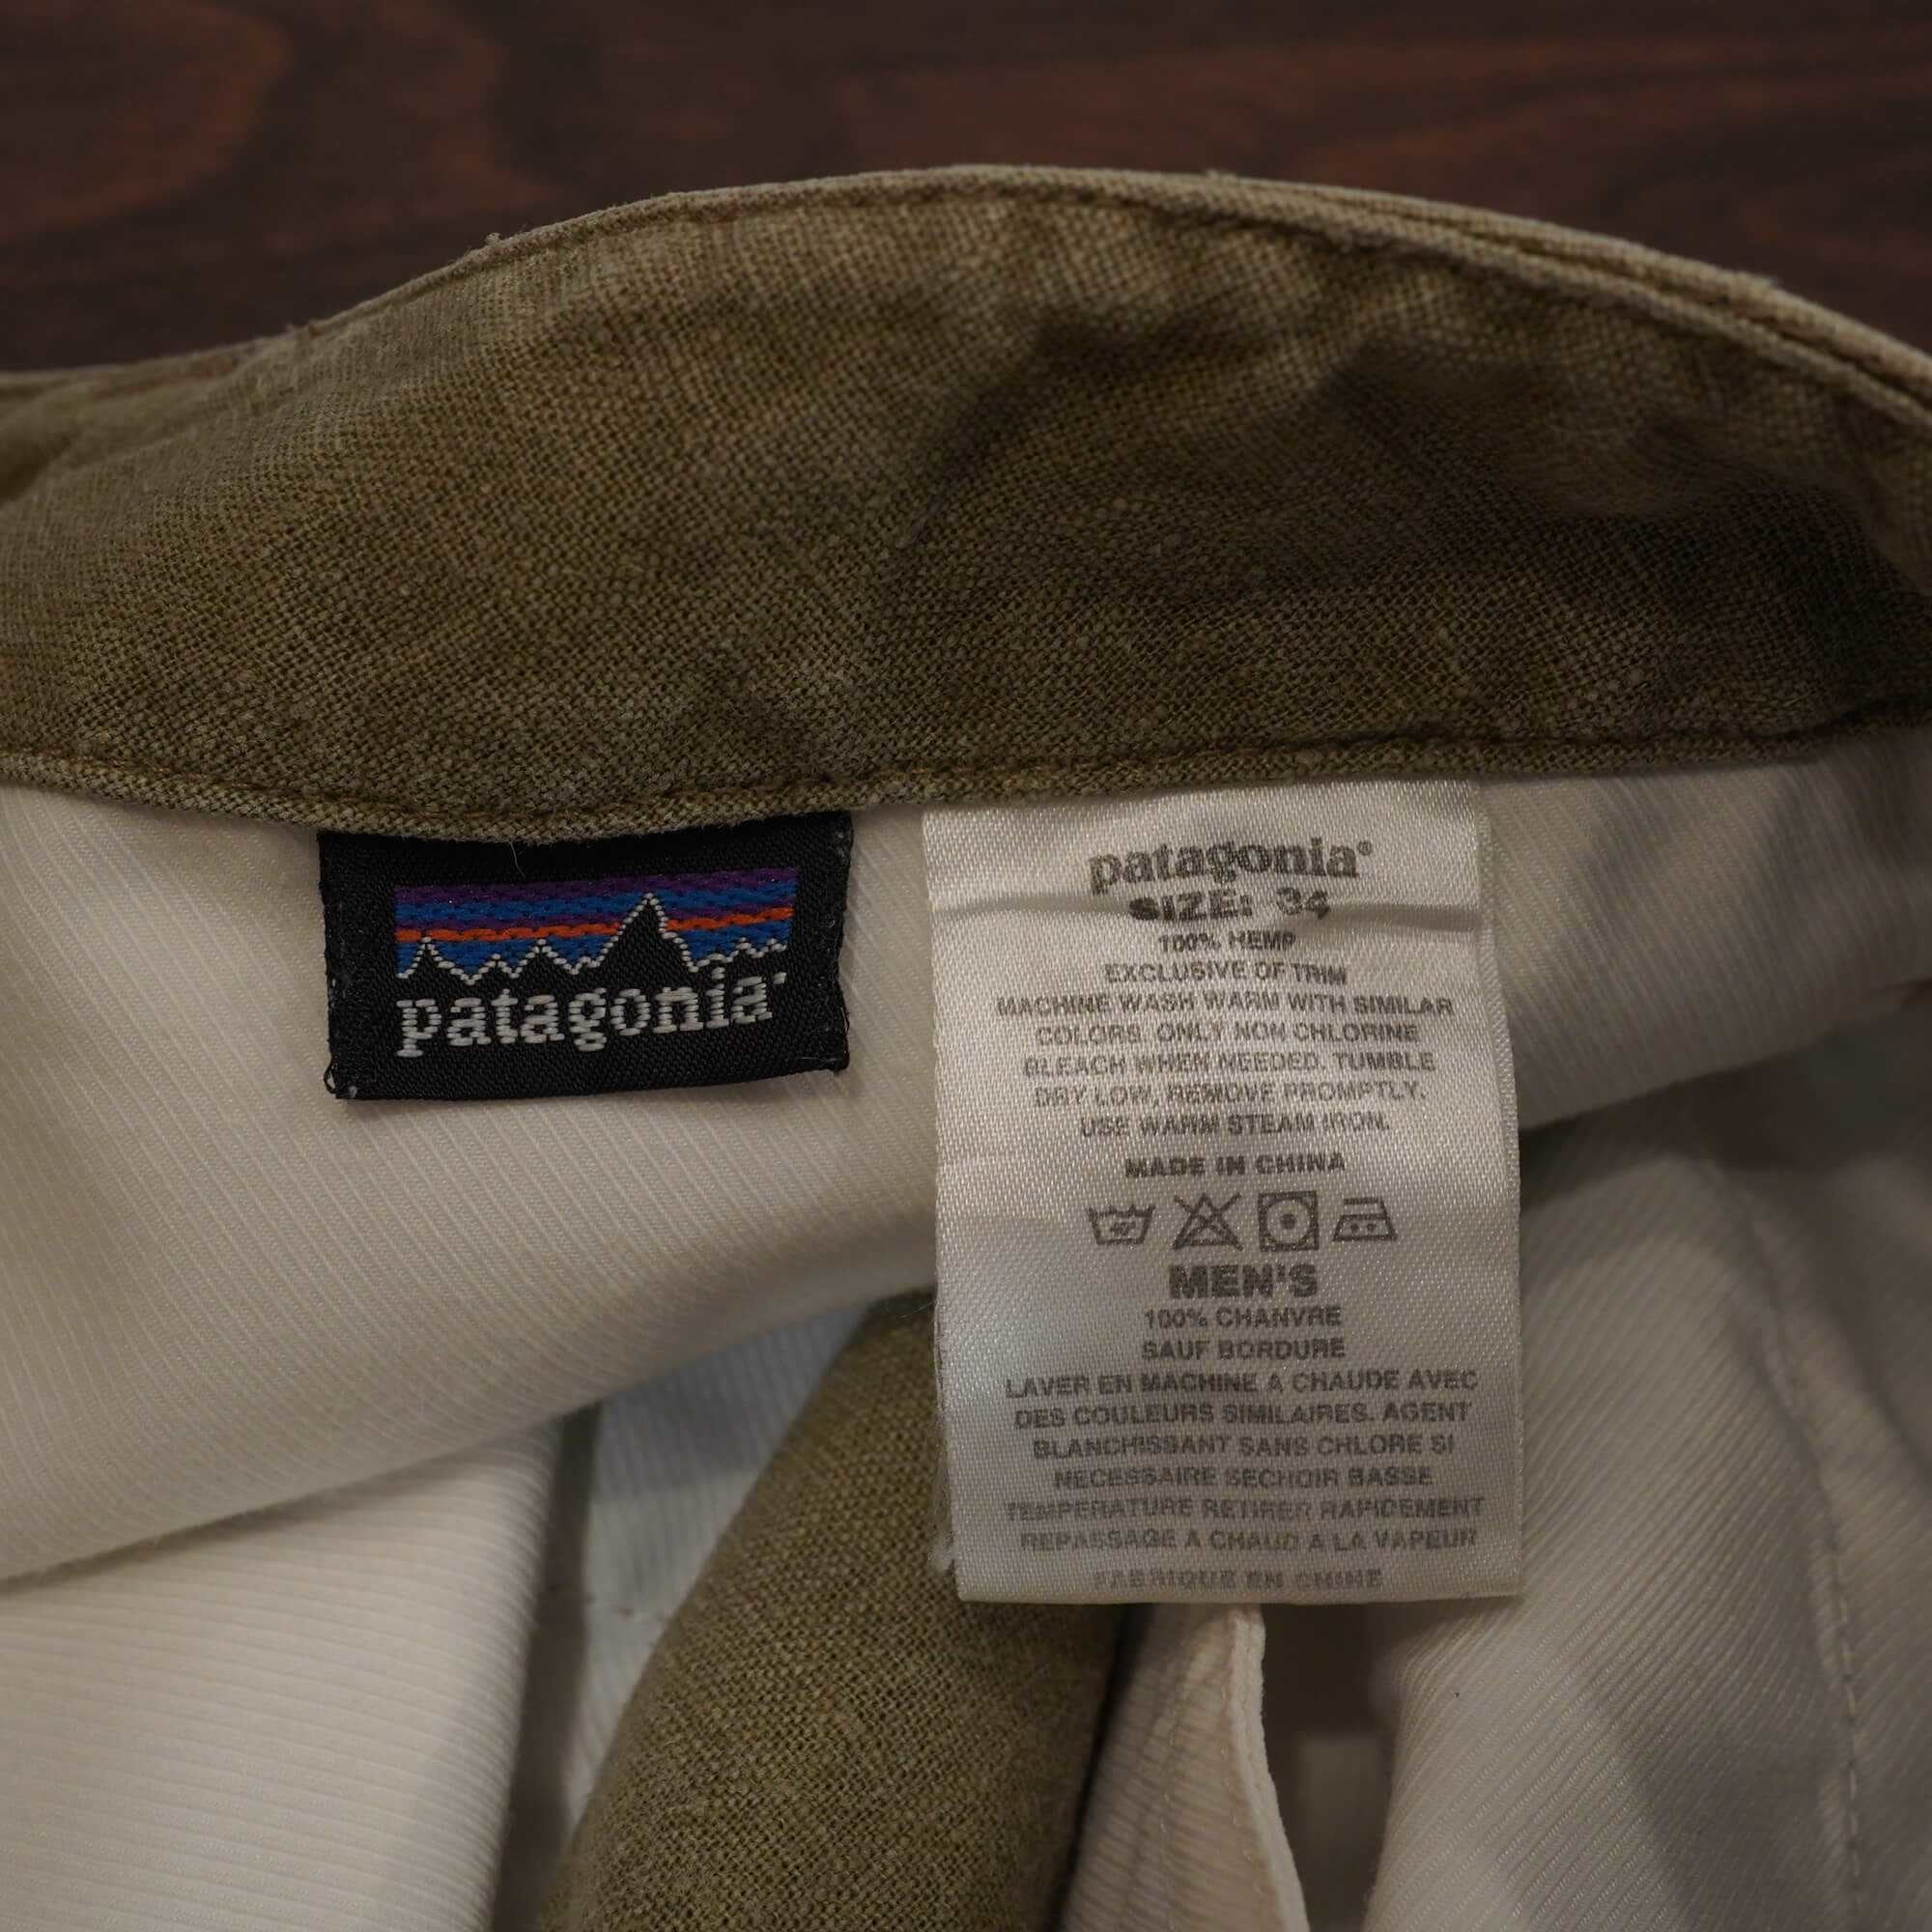 patagonia®
patagonia®
SIZE: 34
100% HEMP
EXCLUSIVE OF TRIM
MACHINE WASH WARM WITH SIMILAR
COLORS. ONLY NON CHLORINE
BLEACH WHEN NEEDED. TUMBLE
DRY LOW, REMOVE PROMPTLY.
USE WARM STEAM IRON.
MADE IN CHINA
MEN'S
100% CHANVRE
SAUF BORDURE
LAVER EN MACHINE A CHAUDE AVEC
DES COULEURS SIMILAIRES. AGENT
BLANCHISSANT SANS CHLORE SI
NECESSAIRE SECHOIR BASSE
TEMPERATURE RETIRER RAPIDEMENT
REPASSAGE A CHAUD A LA VAPEUR
FABRIQUE EN CHINE